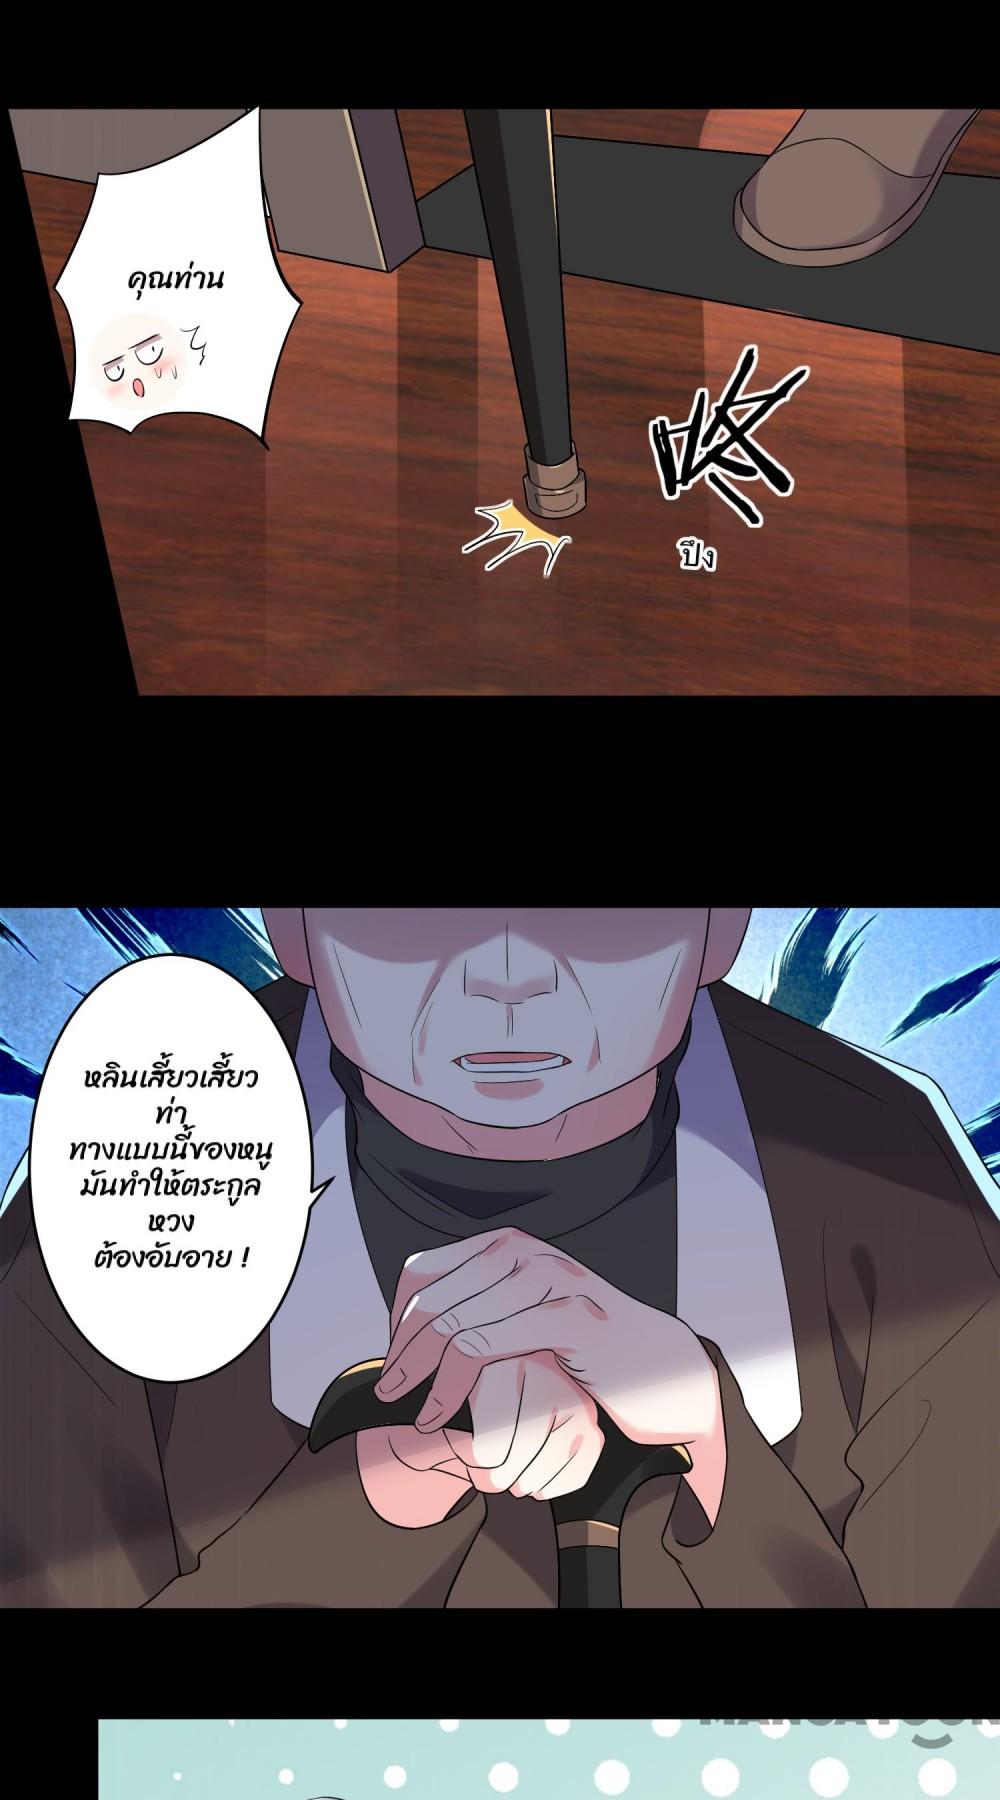 คุณท่าน
咚
ปึง
หลินเสี้ยวเสี้ยว
ท่า
ทางแบบนี้ของหนู
มันทำให้ตระกูล
หวง
ต้องอับอาย !
MANGATOON